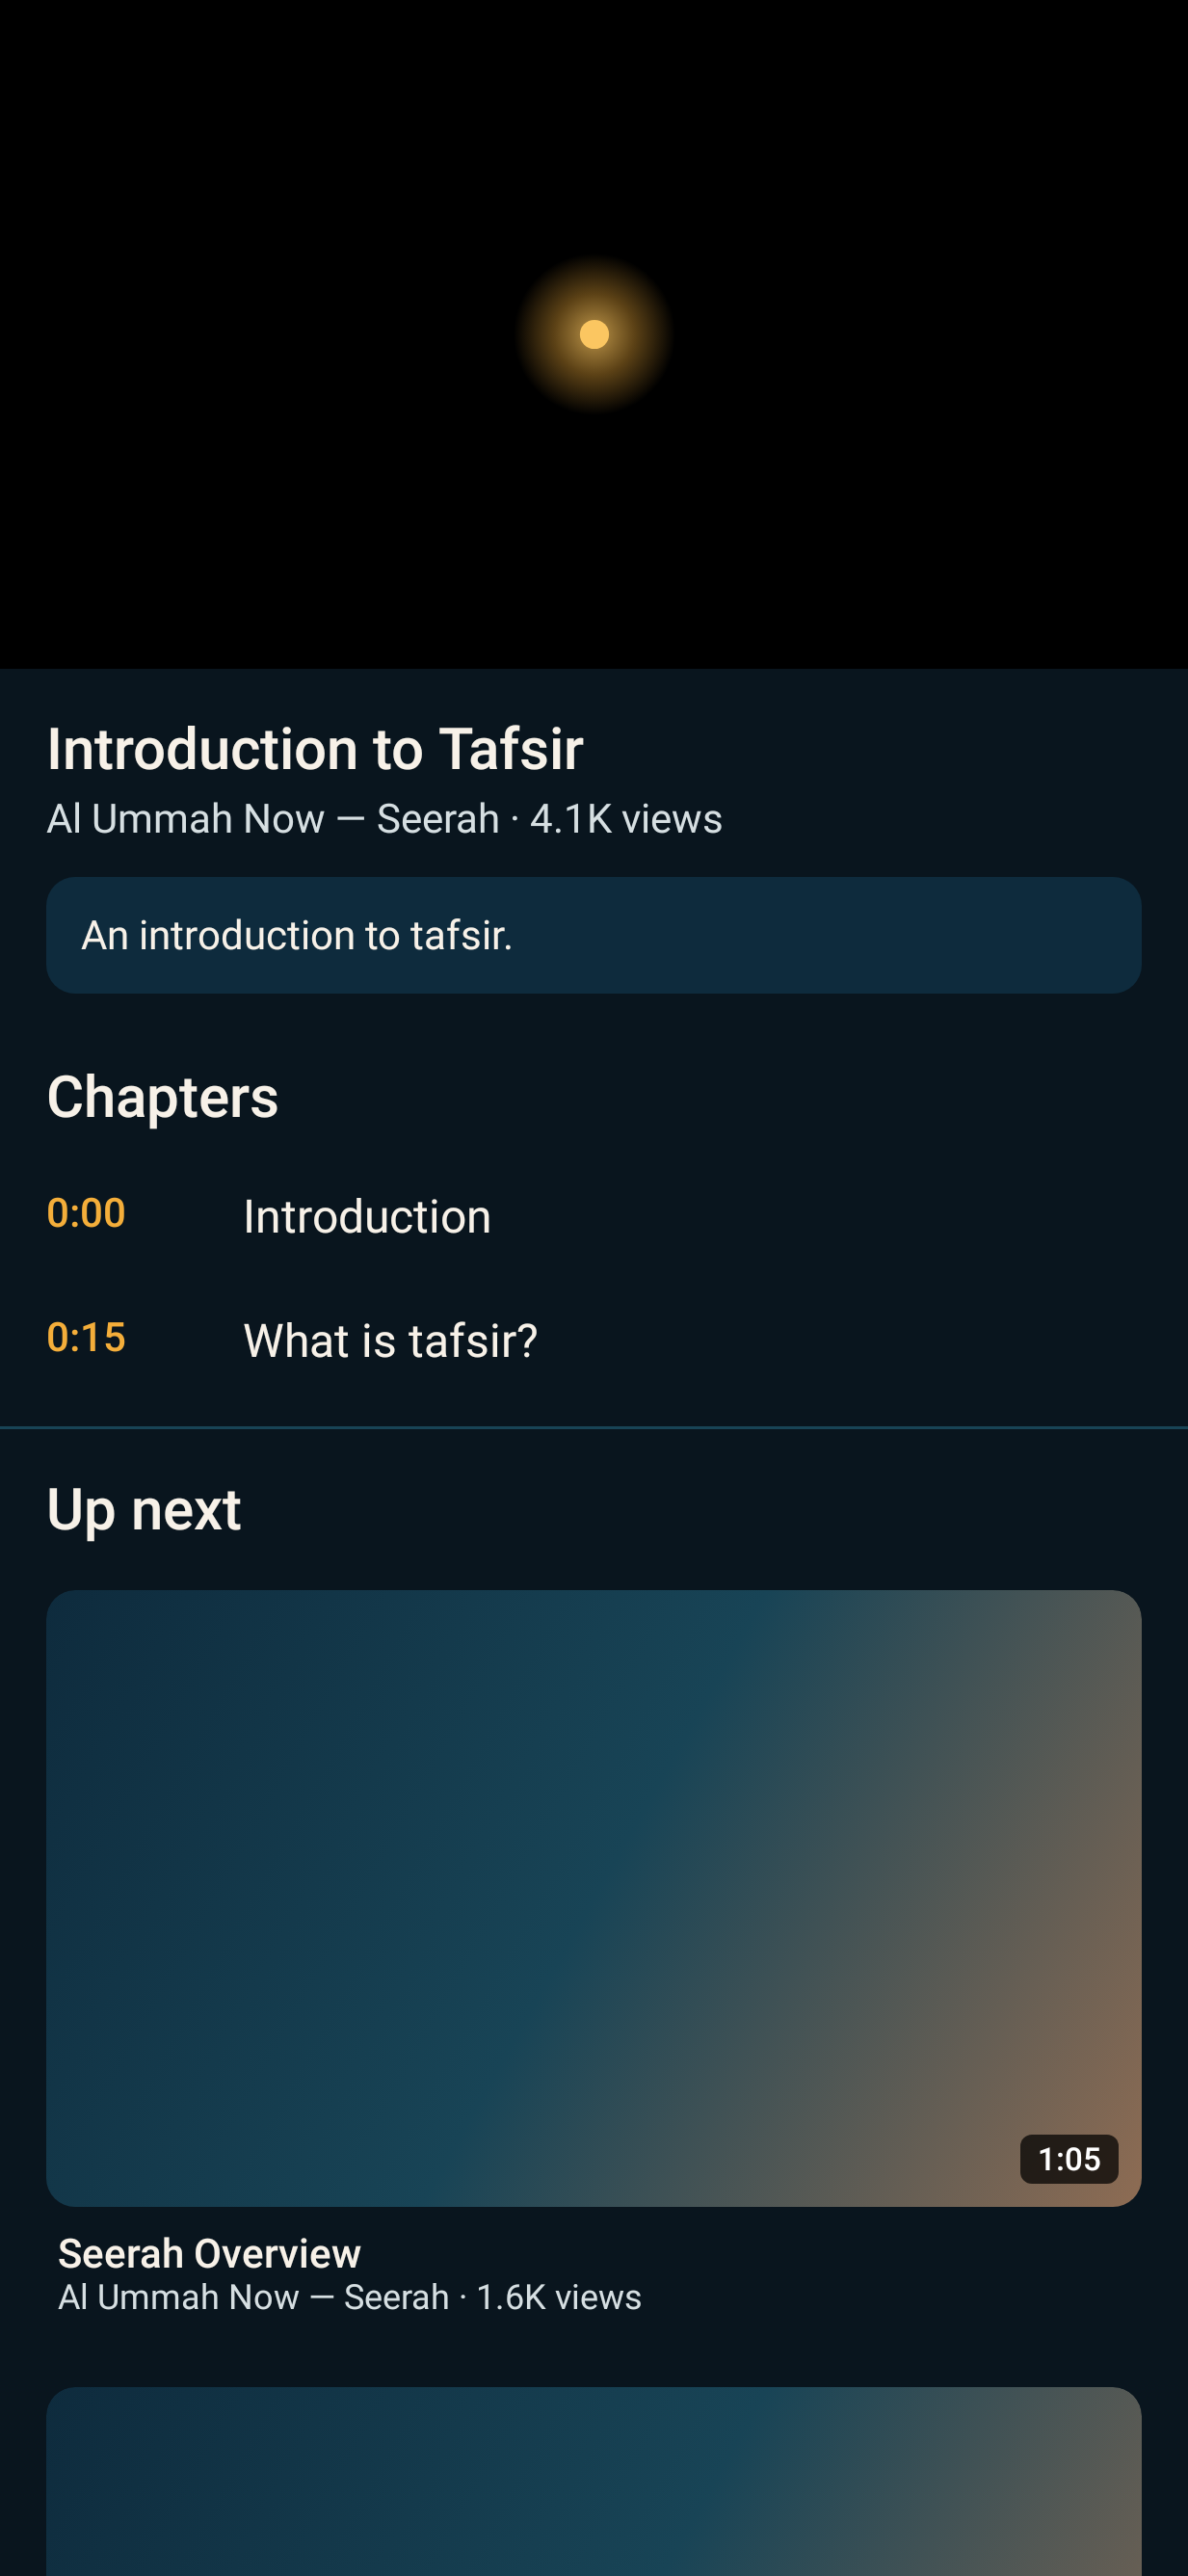 Introduction to Tafsir
Al Ummah Now — Seerah · 4.1K views
An introduction to tafsir.
Chapters
0:00 Introduction
0:15 What is tafsir?
Up next
1:05
Seerah Overview
Al Ummah Now — Seerah · 1.6K views